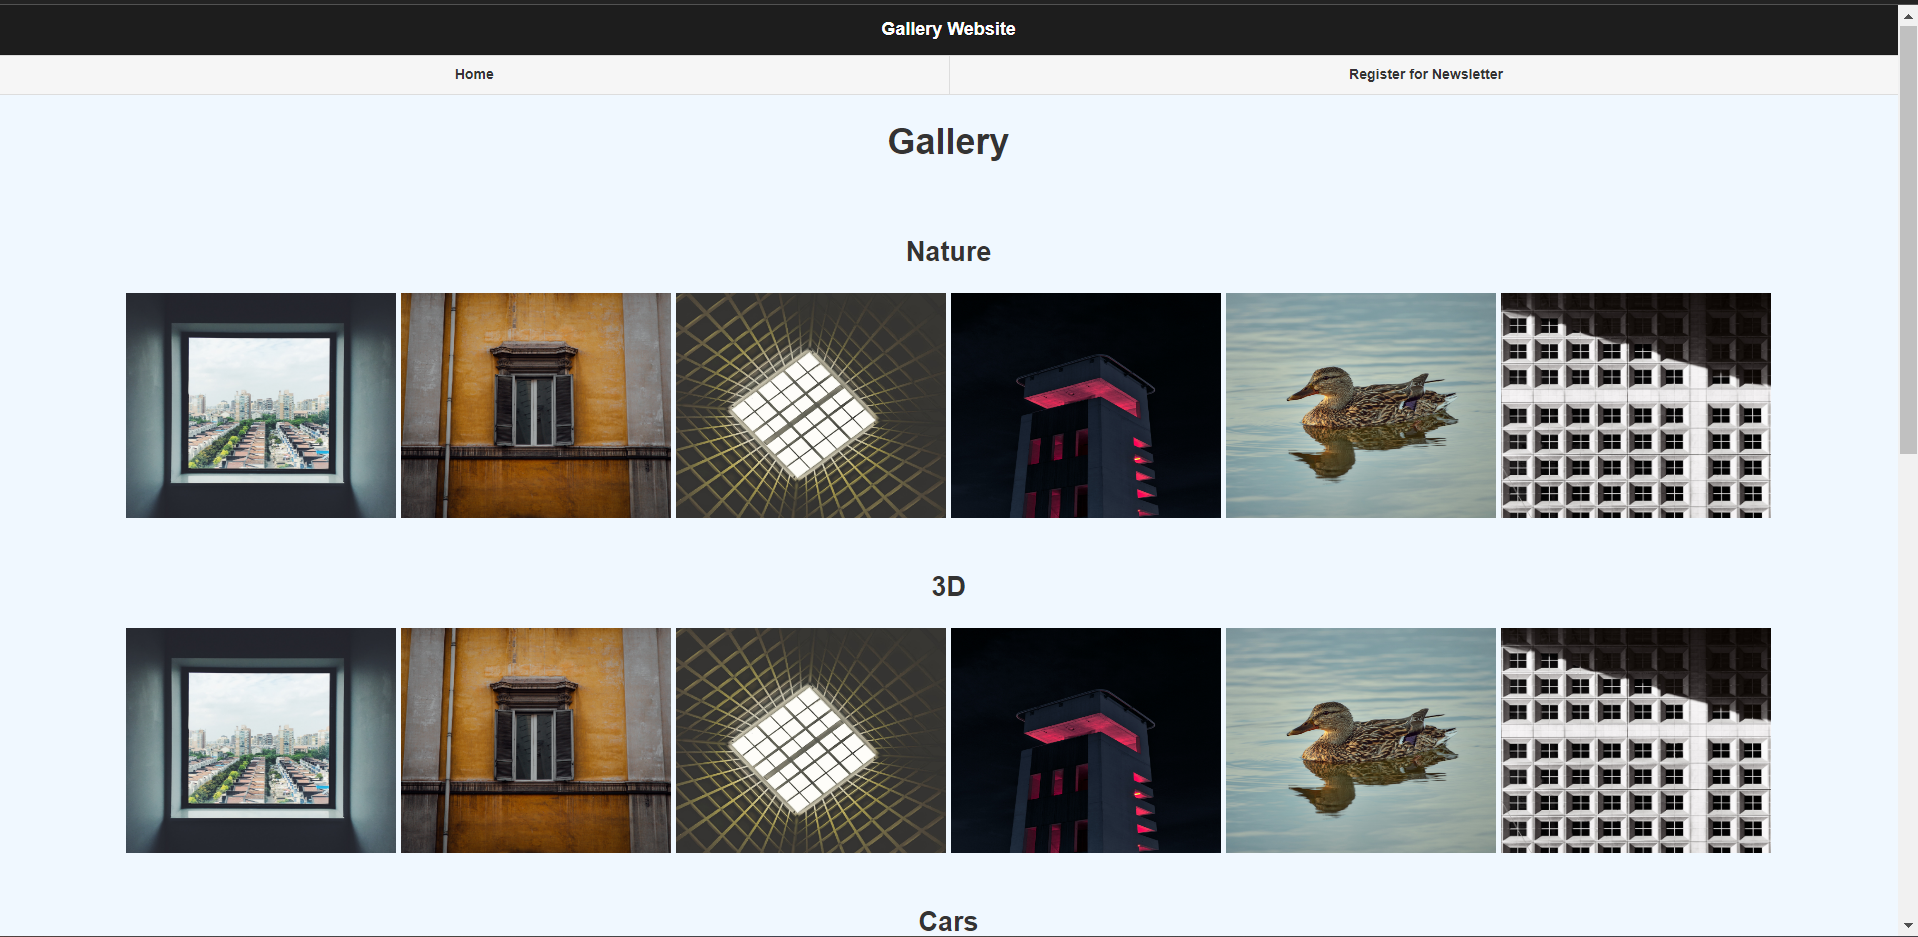 Gallery Website
Home
Register for Newsletter
Gallery
Nature
3D
Cars